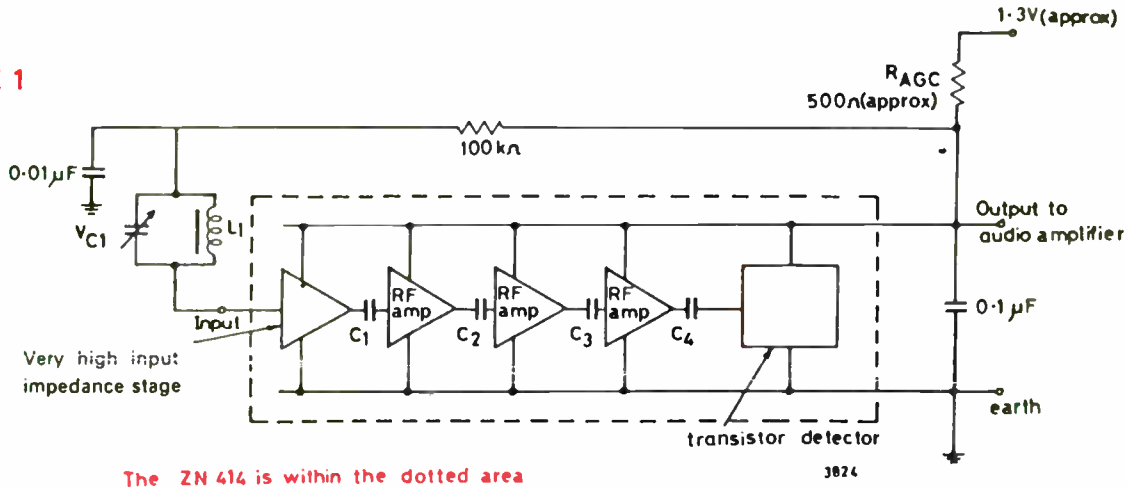 1·3V(approx)
1
RAGC
500Ω(approx)
100kΩ
0·01µF
VC1
L1
Output to
audio amplifier
RF
amp
RF
amp
RF
amp
0·1µF
Input
C1
C2
C3
C4
Very high input
impedance stage
earth
transistor detector
The ZN 414 is within the dotted area
3824